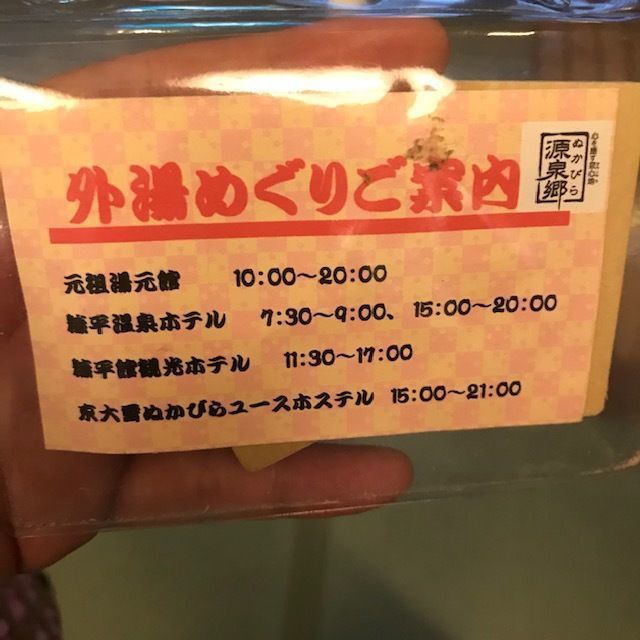 外湯めぐりご案内
ぬかびら
源泉郷
元祖湯元館 10:00～20:00
糠平温泉ホテル 7:30～9:00、15:00～20:00
糠平館観光ホテル 11:30～17:00
東大雪ぬかびらユースホステル 15:00～21:00